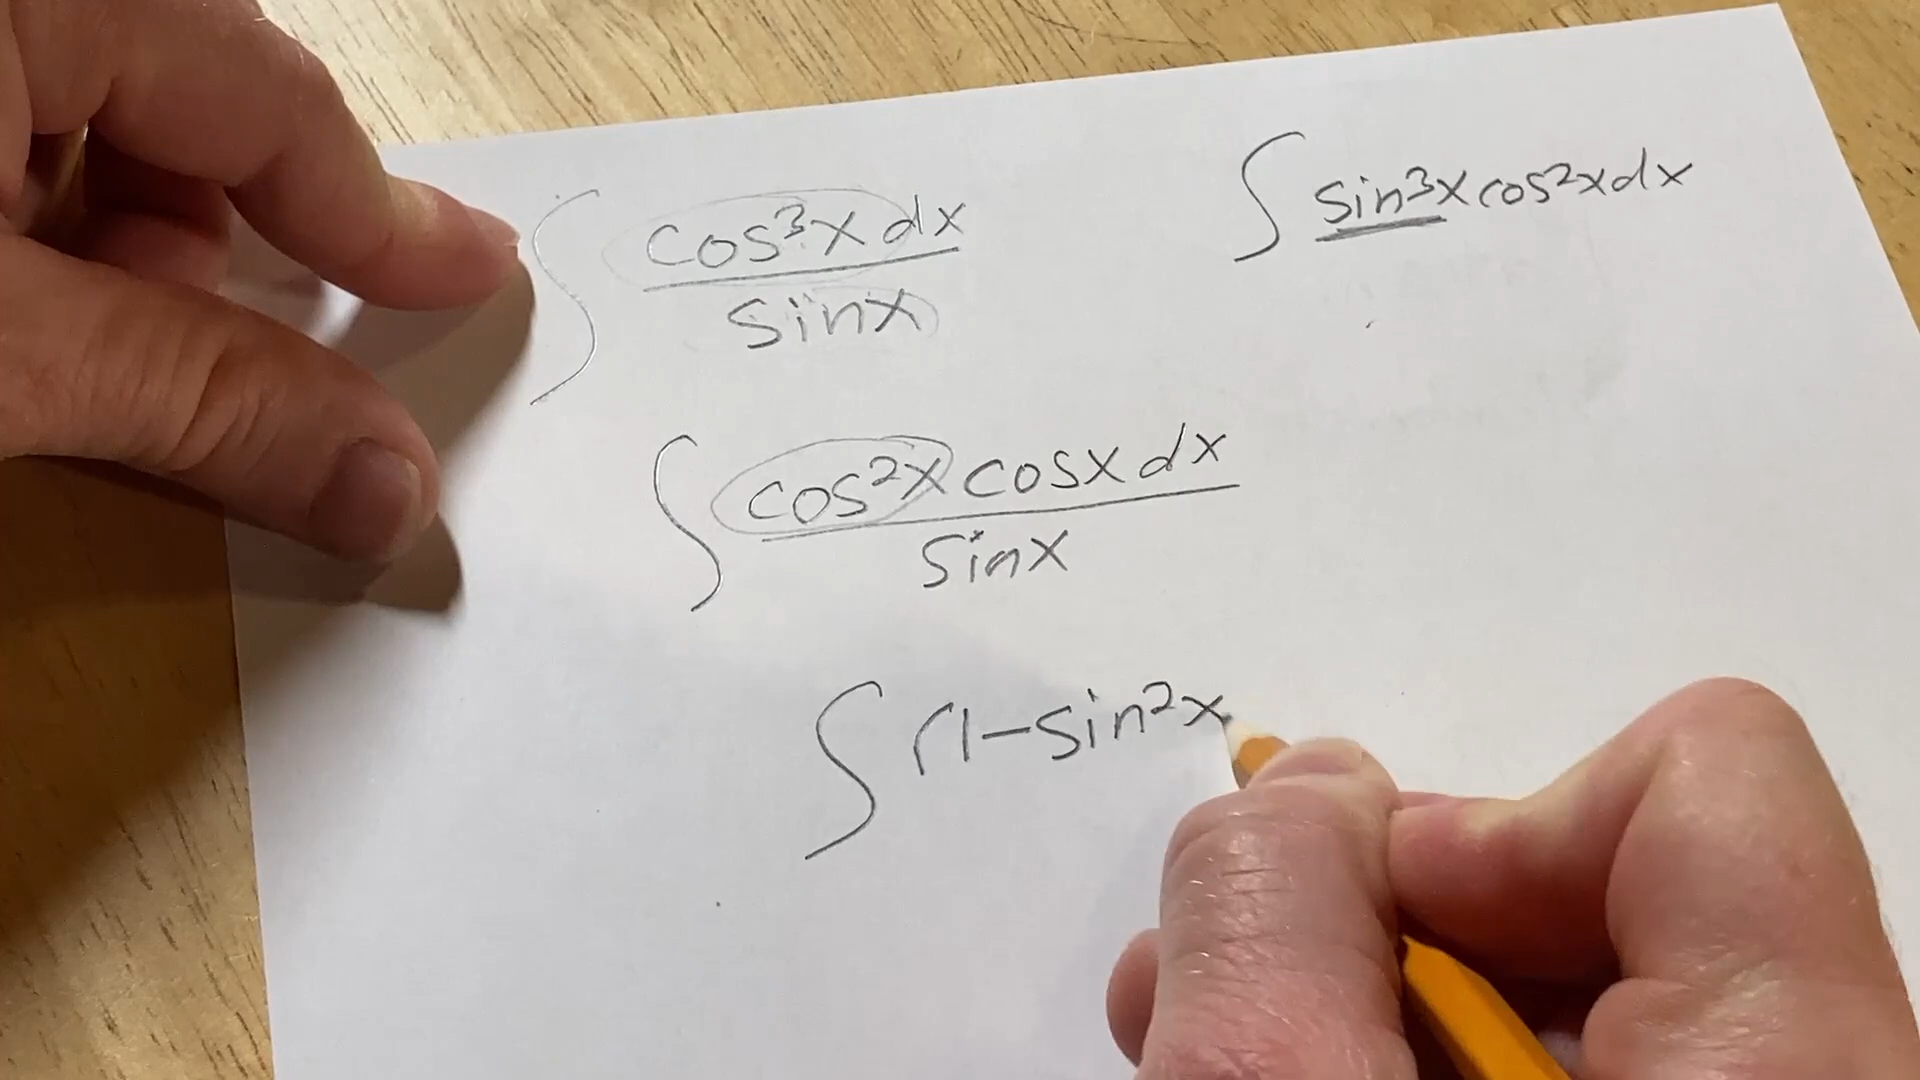 ∫ cos³x dx / sinx
∫ sin³x cos²x dx
∫ cos²x cosx dx / sinx
∫ (1-sin²x